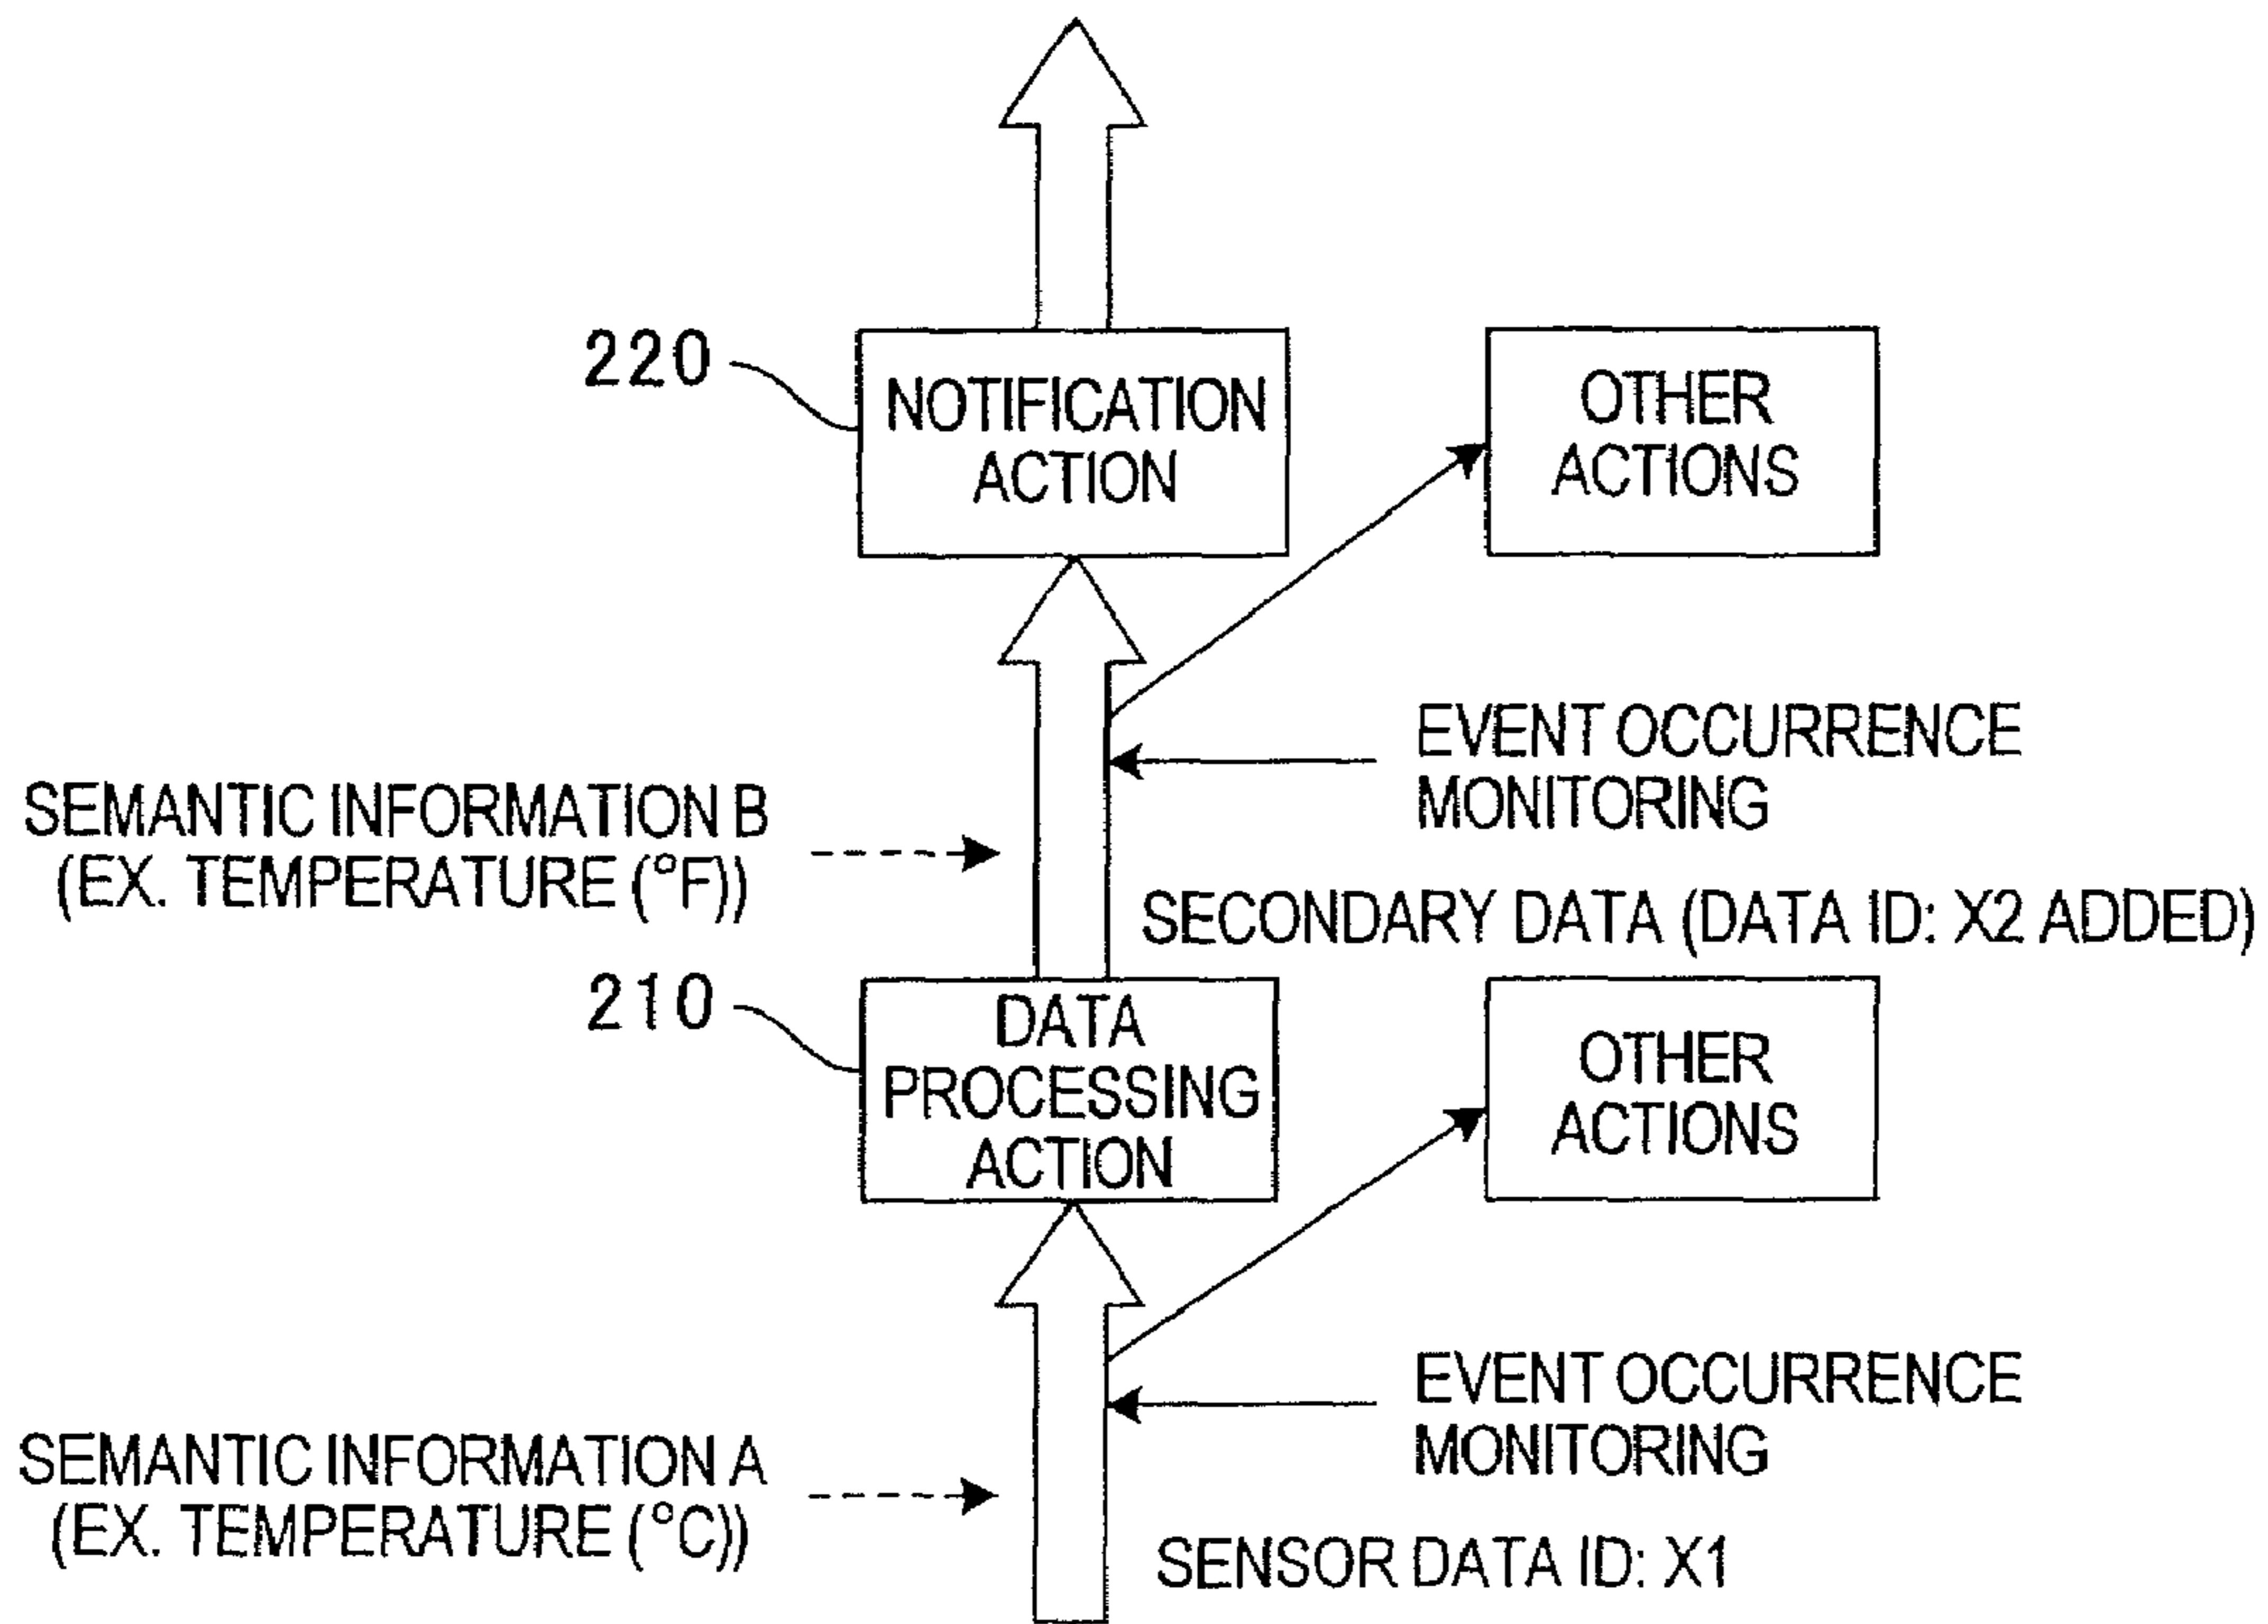 220
NOTIFICATION
ACTION
OTHER
ACTIONS
EVENT OCCURRENCE
MONITORING
SEMANTIC INFORMATION B
(EX. TEMPERATURE (°F))
SECONDARY DATA (DATA ID: X2 ADDED)
210
DATA
PROCESSING
ACTION
OTHER
ACTIONS
EVENT OCCURRENCE
MONITORING
SEMANTIC INFORMATION A
(EX. TEMPERATURE (°C))
SENSOR DATA ID: X1